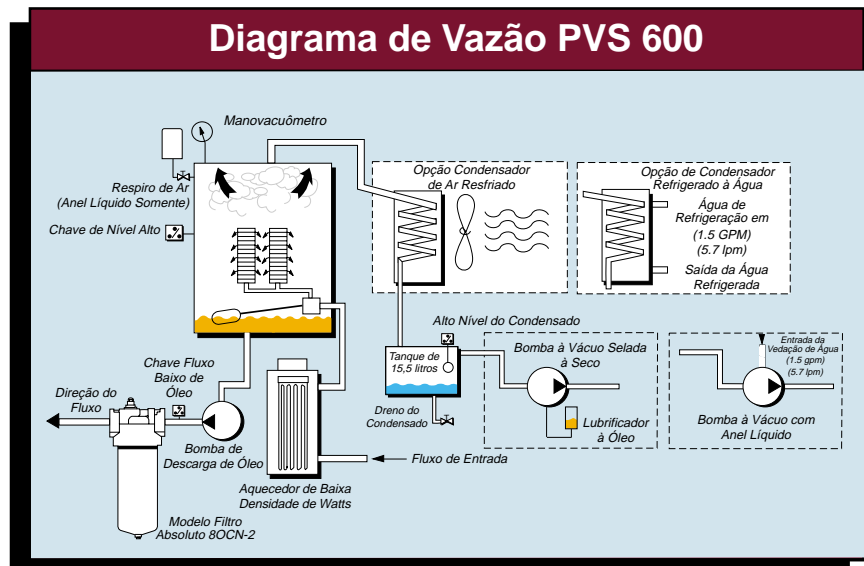 Diagrama de Vazão PVS 600
Manovacuômetro
Respiro de Ar
(Anel Líquido Somente)
Chave de Nível Alto
Opção Condensador
de Ar Resfriado
Opção de Condensador
Refrigerado à Água
Água de
Refrigeração em
(1.5 GPM)
(5.7 lpm)
Saída da Água
Refrigerada
Alto Nível do Condensado
Tanque de
15,5 litros
Dreno do
Condensado
Bomba à Vácuo Selada
à Seco
Lubrificador
à Óleo
Entrada da
Vedação de Água
(1.5 gpm)
(5.7 lpm)
Bomba à Vácuo com
Anel Líquido
Chave Fluxo
Baixo de
Óleo
Direção do
Fluxo
Bomba de
Descarga de Óleo
Fluxo de Entrada
Aquecedor de Baixa
Densidade de Watts
Modelo Filtro
Absoluto 8OCN-2